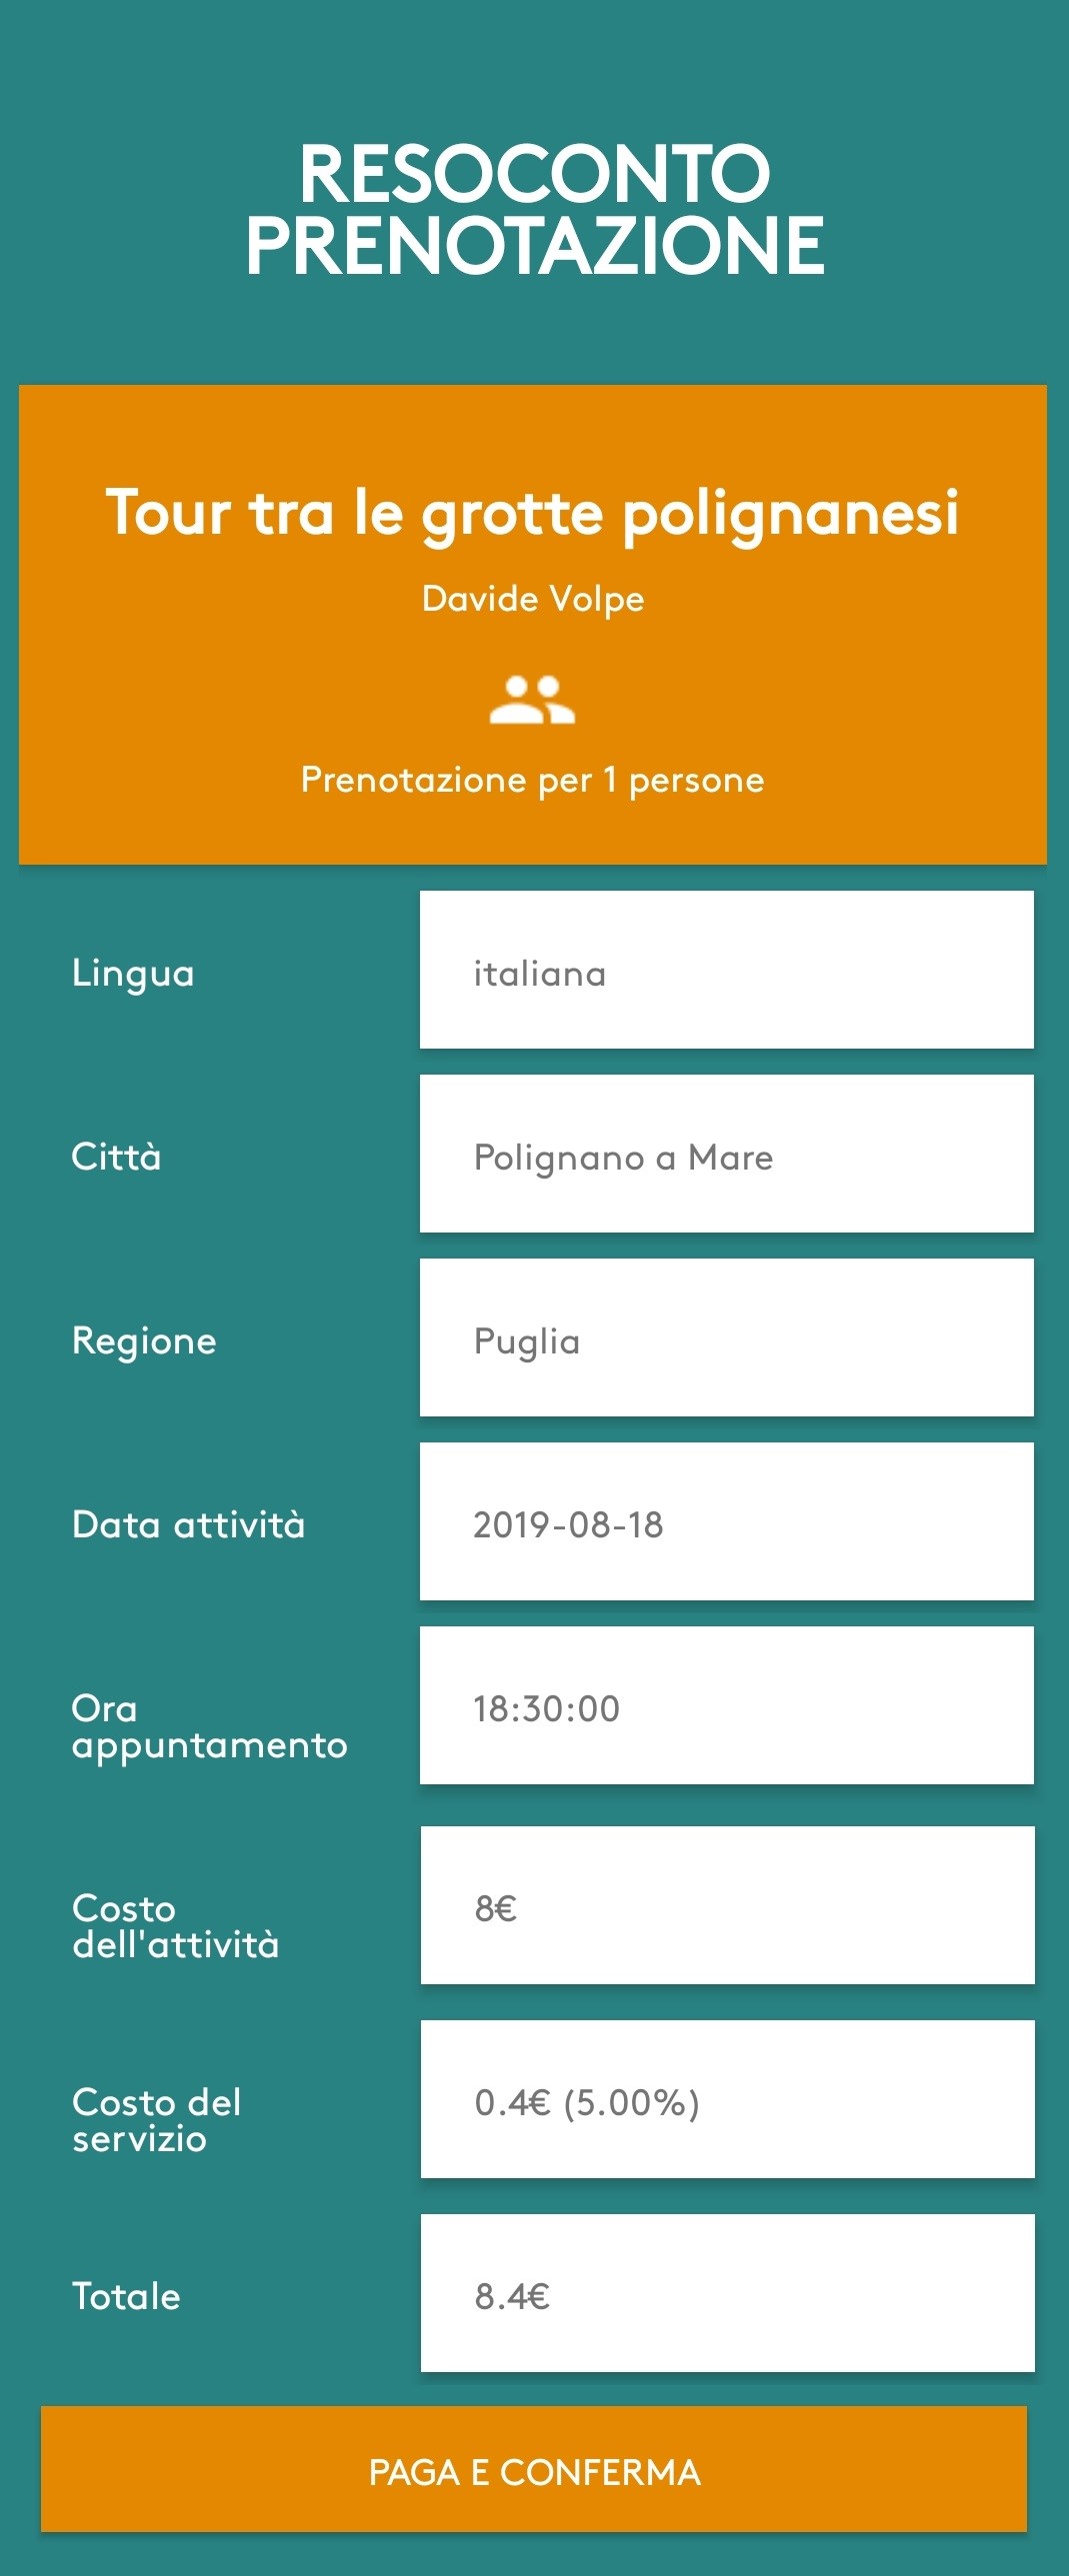 RESOCONTO
PRENOTAZIONE
Tour tra le grotte polignanesi
Davide Volpe
Prenotazione per 1 persone
Lingua
italiana
Città
Polignano a Mare
Regione
Puglia
Data attività
2019-08-18
Ora
appuntamento
18:30:00
Costo
dell'attività
8€
Costo del
servizio
0.4€ (5.00%)
Totale
8.4€
PAGA E CONFERMA